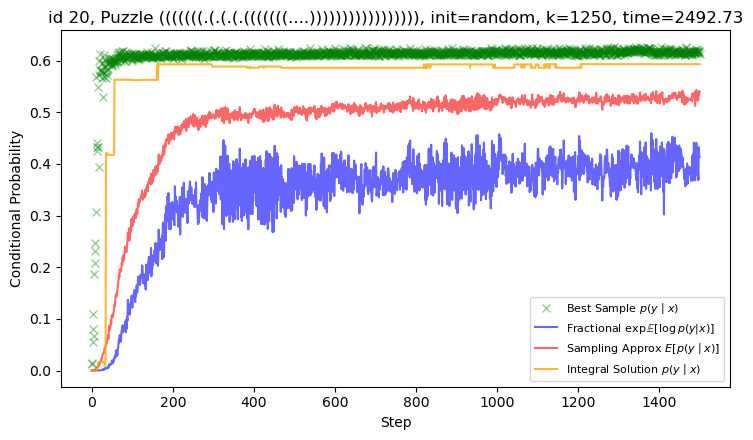 id 20, Puzzle (((((((.(.(.(.(((((((....))))))))))))))))), init=random, k=1250, time=2492.73
0.6
0.5
0.4
0.3
0.2
0.1
0.0
Conditional Probability
Best Sample p(y | x)
Fractional exp𝔼[log p(y|x)]
Sampling Approx E[p(y | x)]
Integral Solution p(y | x)
0 200 400 600 800 1000 1200 1400
Step